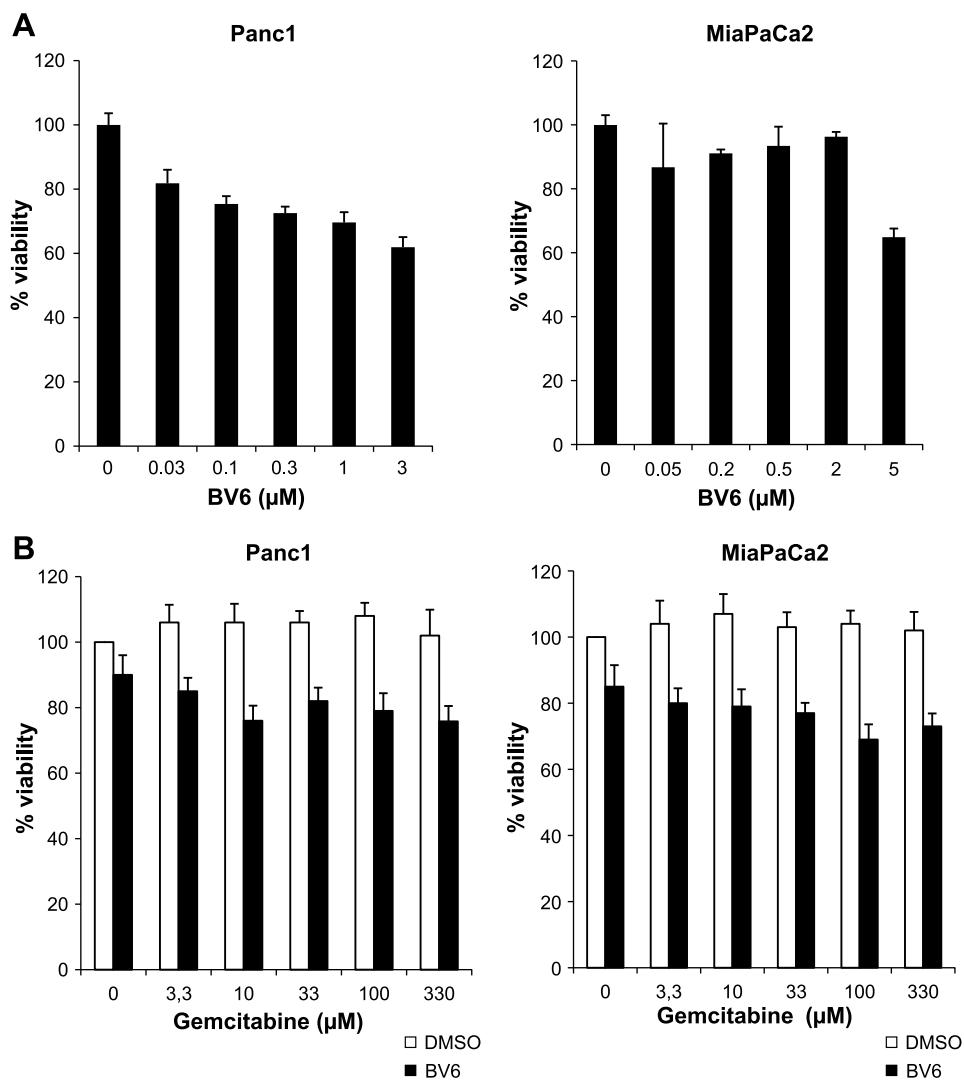 A
Panc1
MiaPaCa2
% viability
120
100
80
60
40
20
0
0 0.03 0.1 0.3 1 3
BV6 (µM)
% viability
120
100
80
60
40
20
0
0 0.05 0.2 0.5 2 5
BV6 (µM)
B
Panc1
MiaPaCa2
% viability
120
100
80
60
40
20
0
0 3,3 10 33 100 330
Gemcitabine (µM)
DMSO
BV6
% viability
120
100
80
60
40
20
0
0 3,3 10 33 100 330
Gemcitabine (µM)
DMSO
BV6